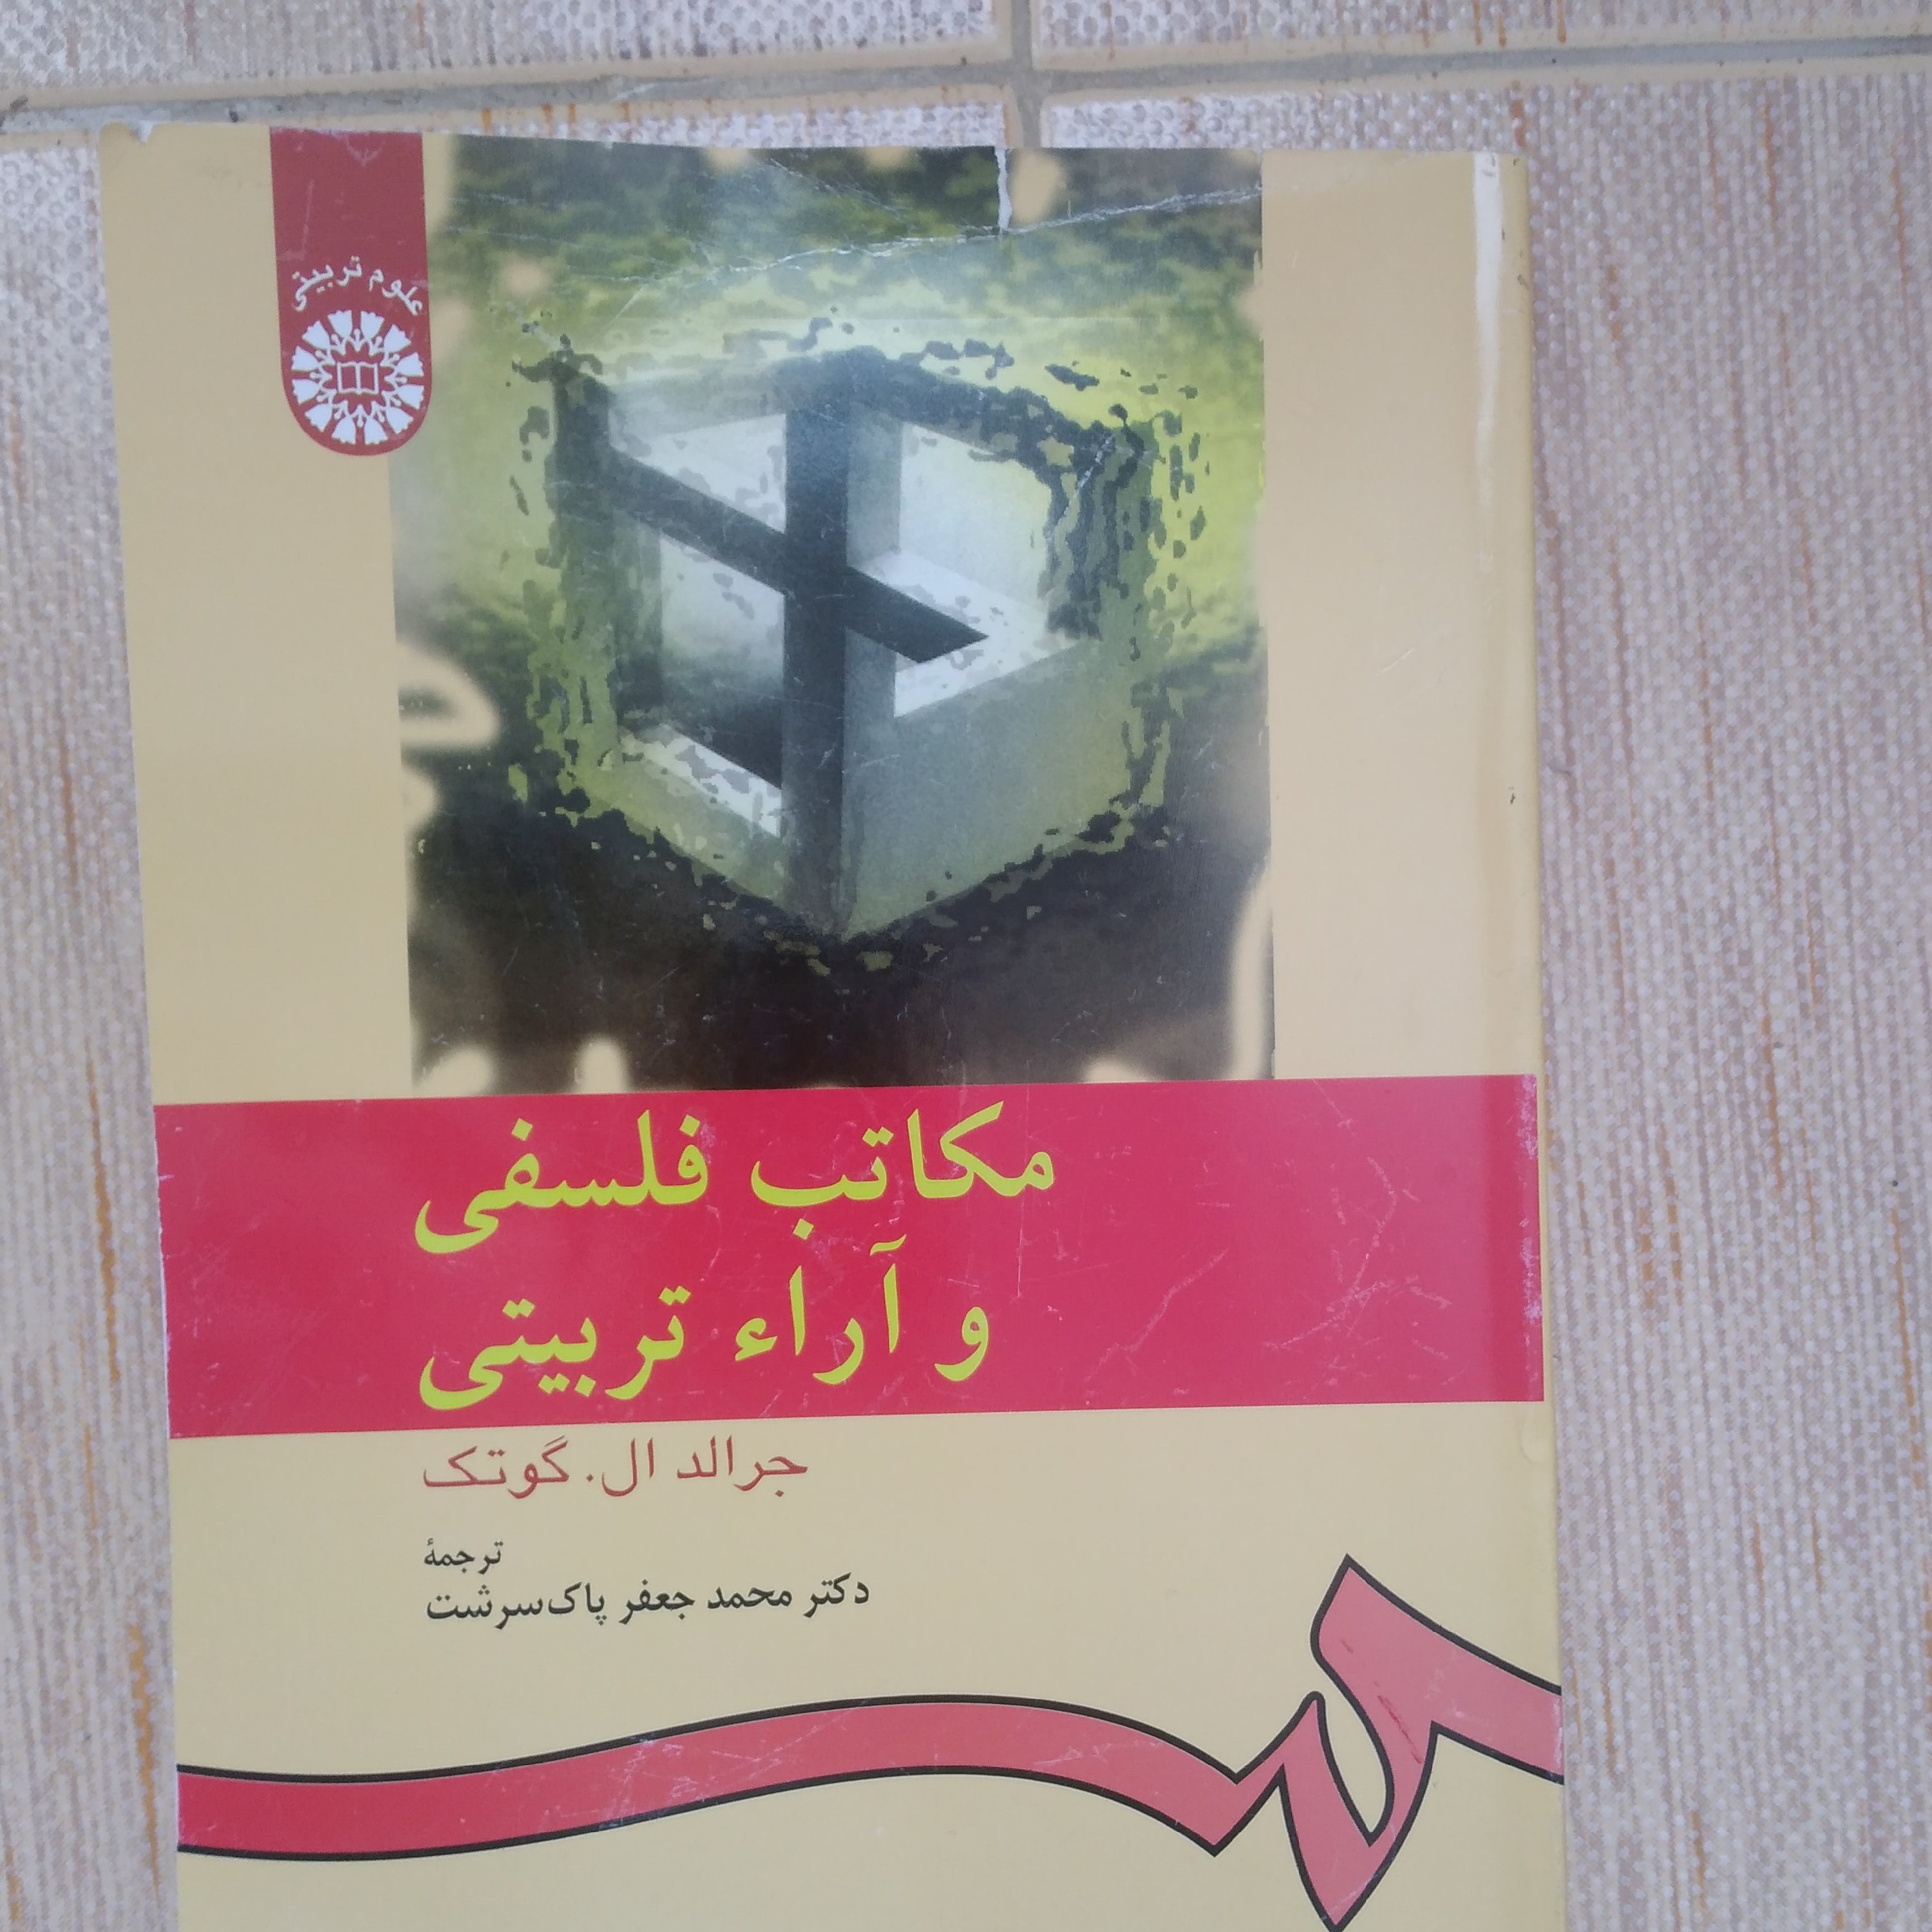 علوم تربیتی
مکاتب فلسفی
و آراء تربیتی
جرالد ال. گوتک
ترجمهٔ
دکتر محمد جعفر پاک‌سرشت